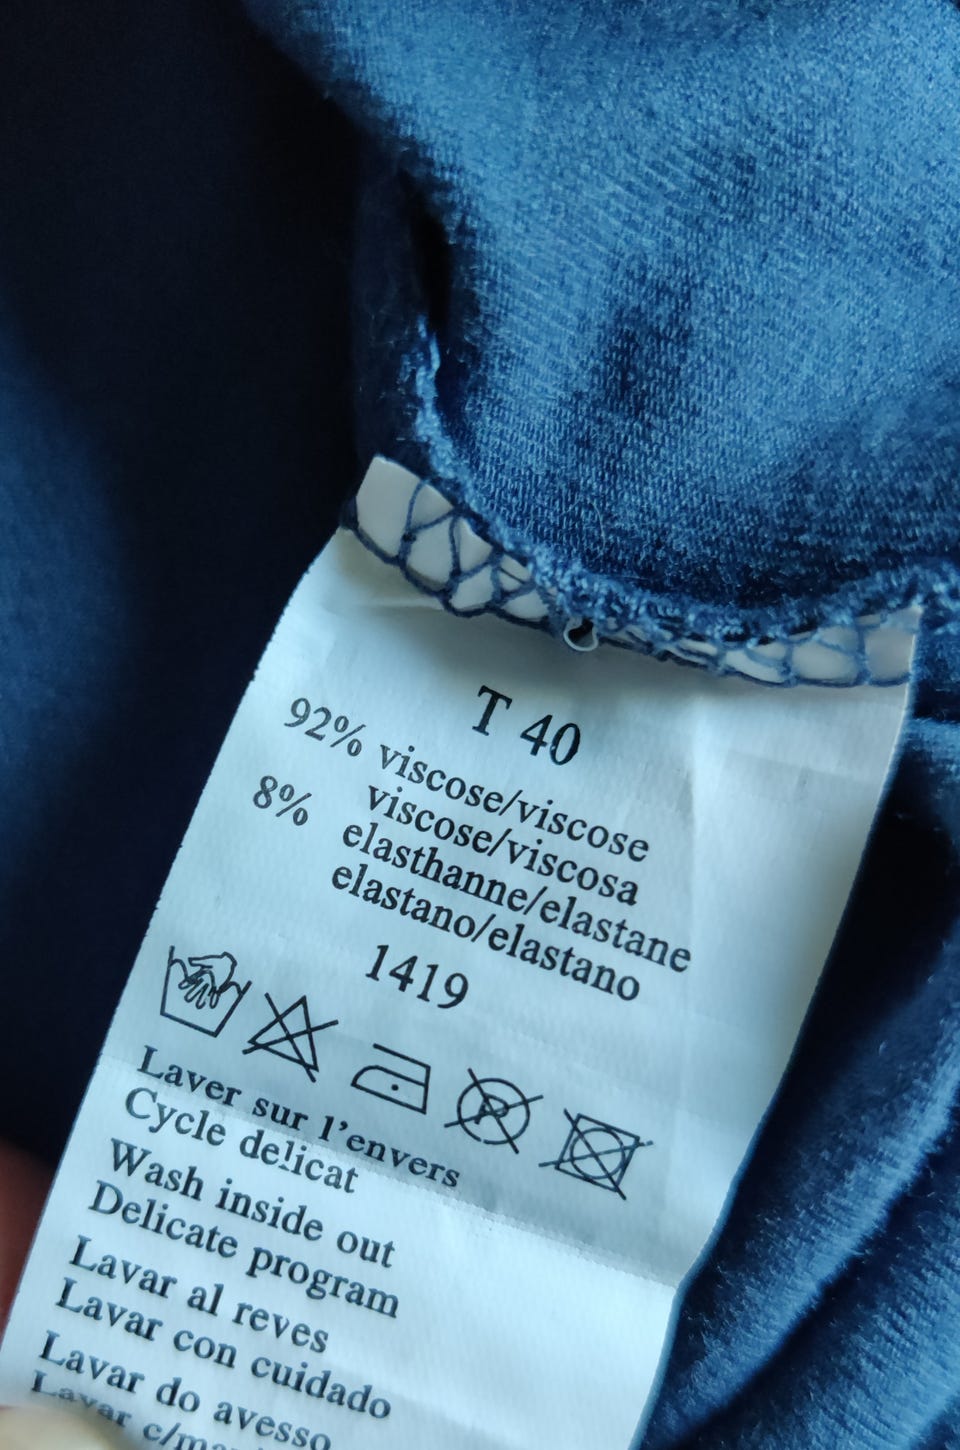 T 40
92% viscose/viscose
viscose/viscosa
8% elasthanne/elastane
elastano/elastano
1419
P
Laver sur l'envers
Cycle delicat
Wash inside out
Delicate program
Lavar al reves
Lavar con cuidado
Lavar do avesso
Lavar